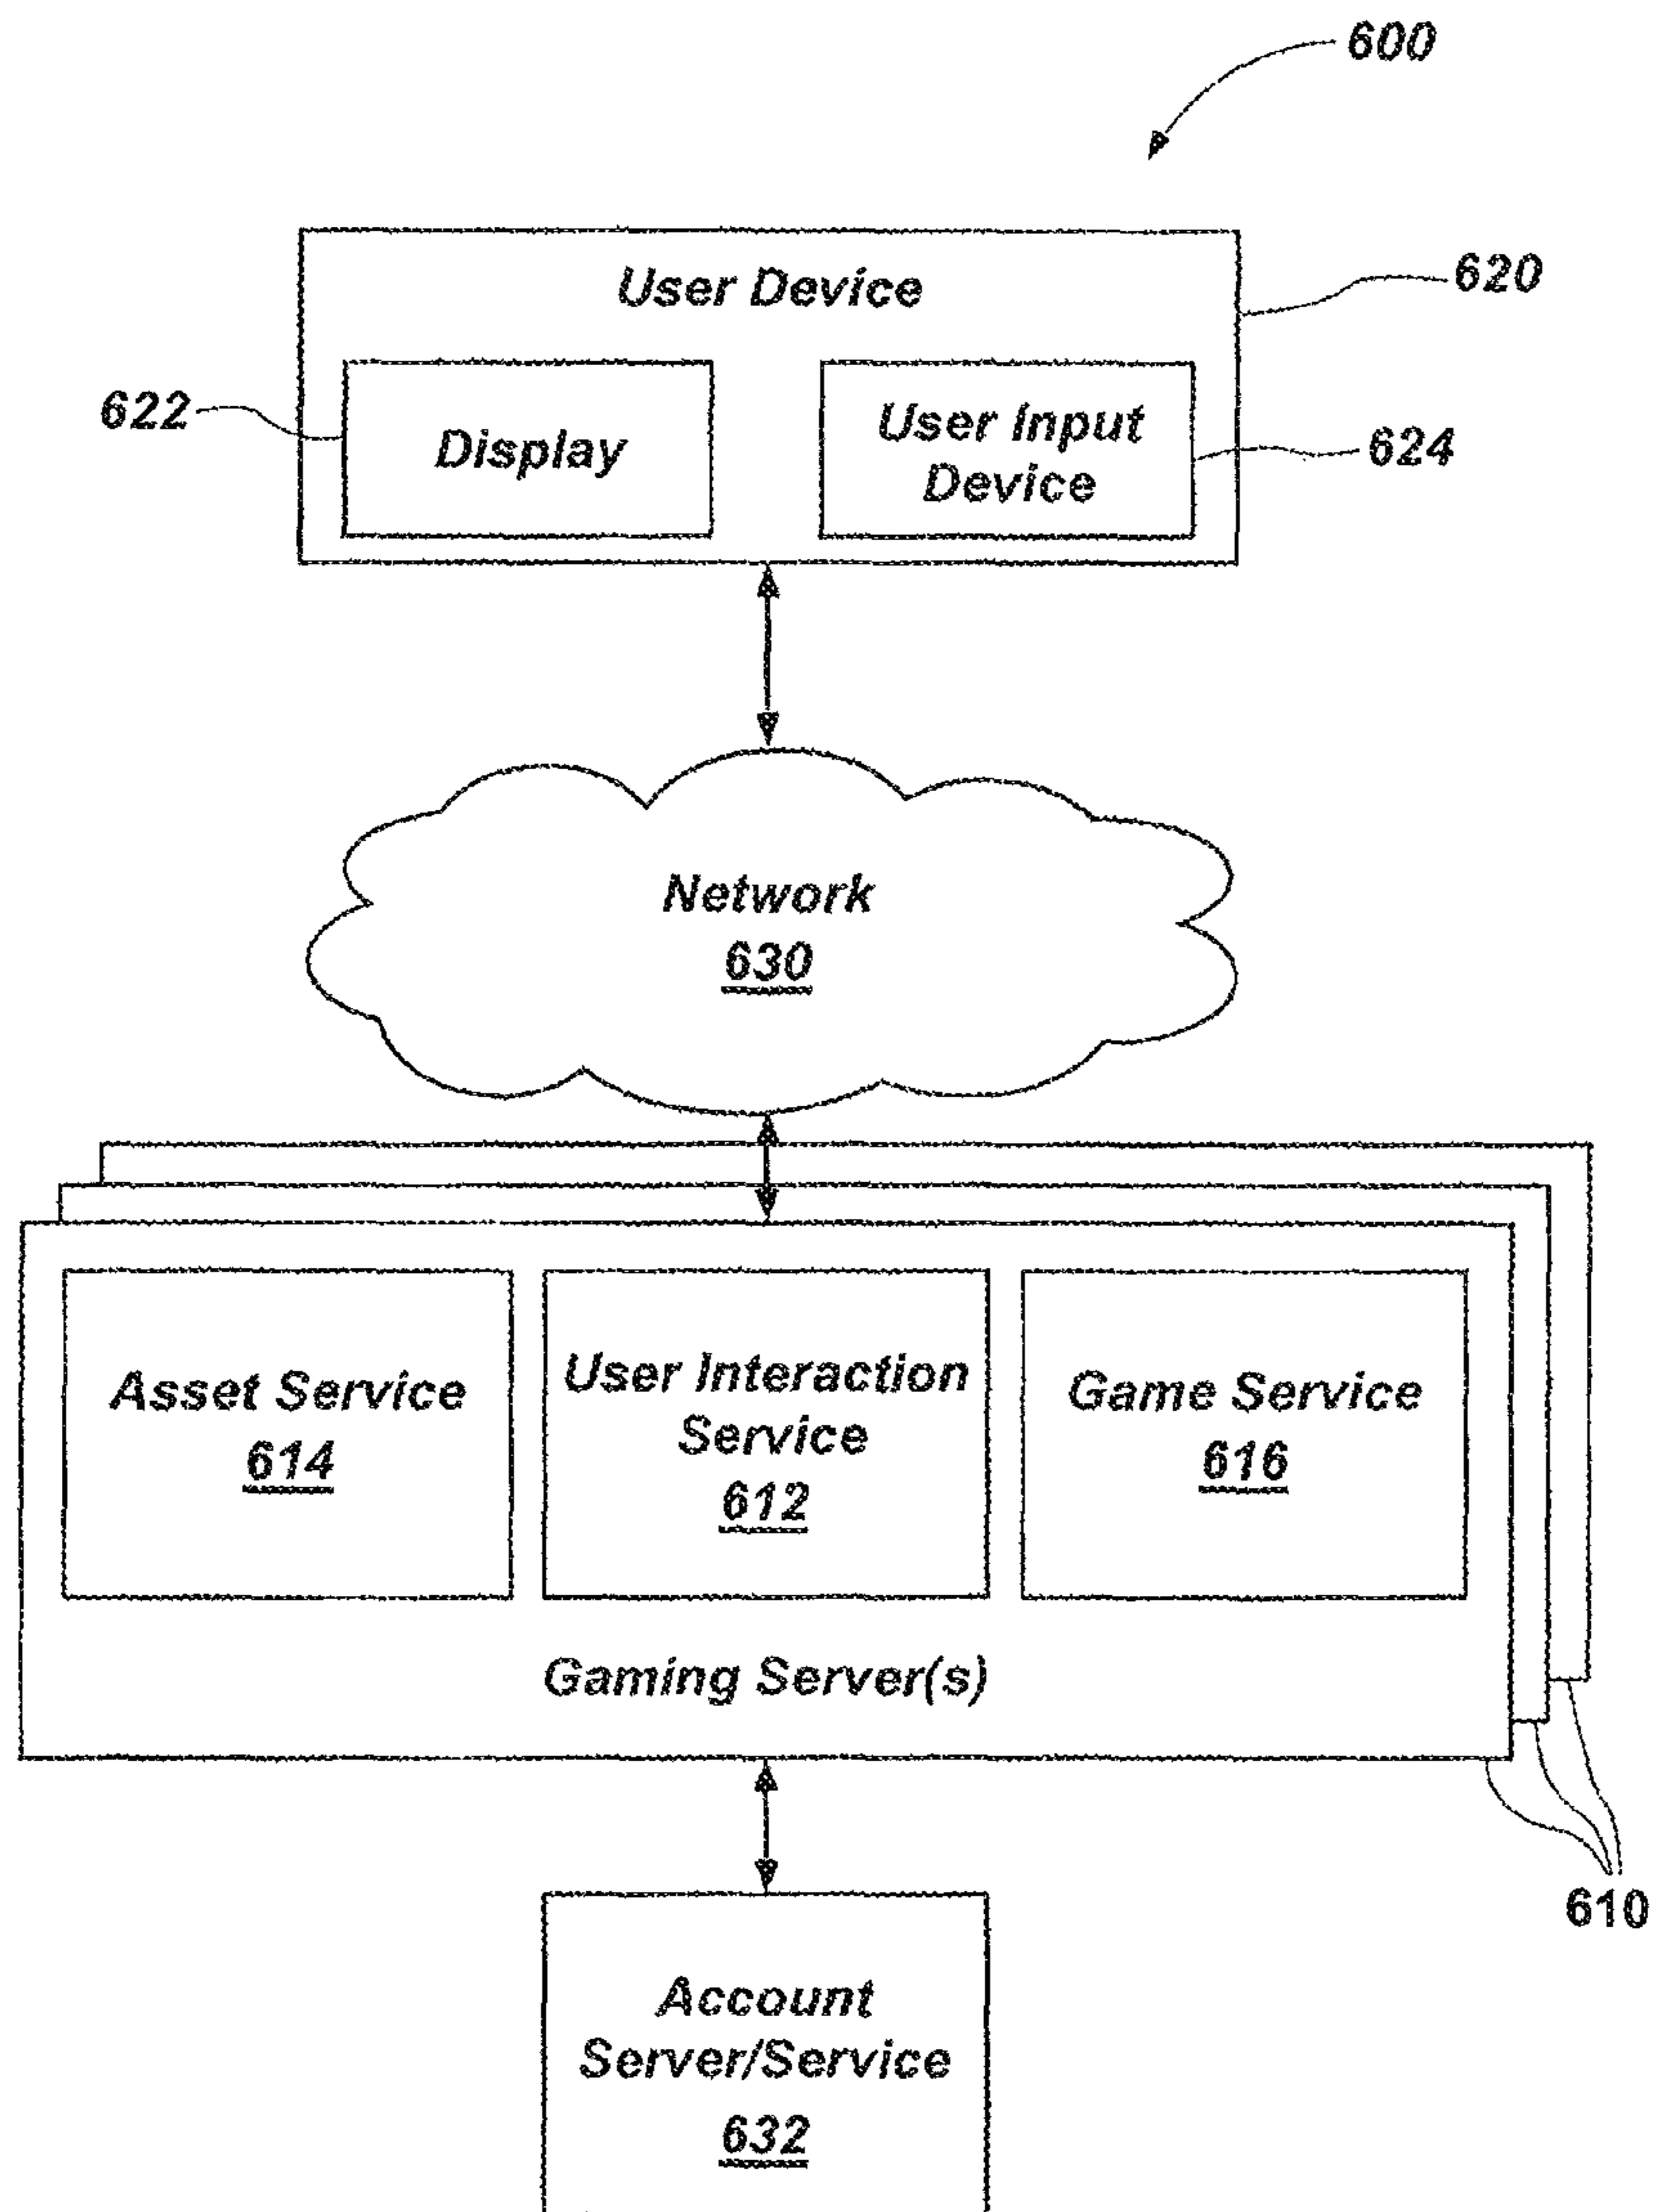 600
User Device
620
622
Display
User Input
Device
624
Network
630
Asset Service
614
User Interaction
Service
612
Game Service
616
Gaming Server(s)
610
Account
Server/Service
632